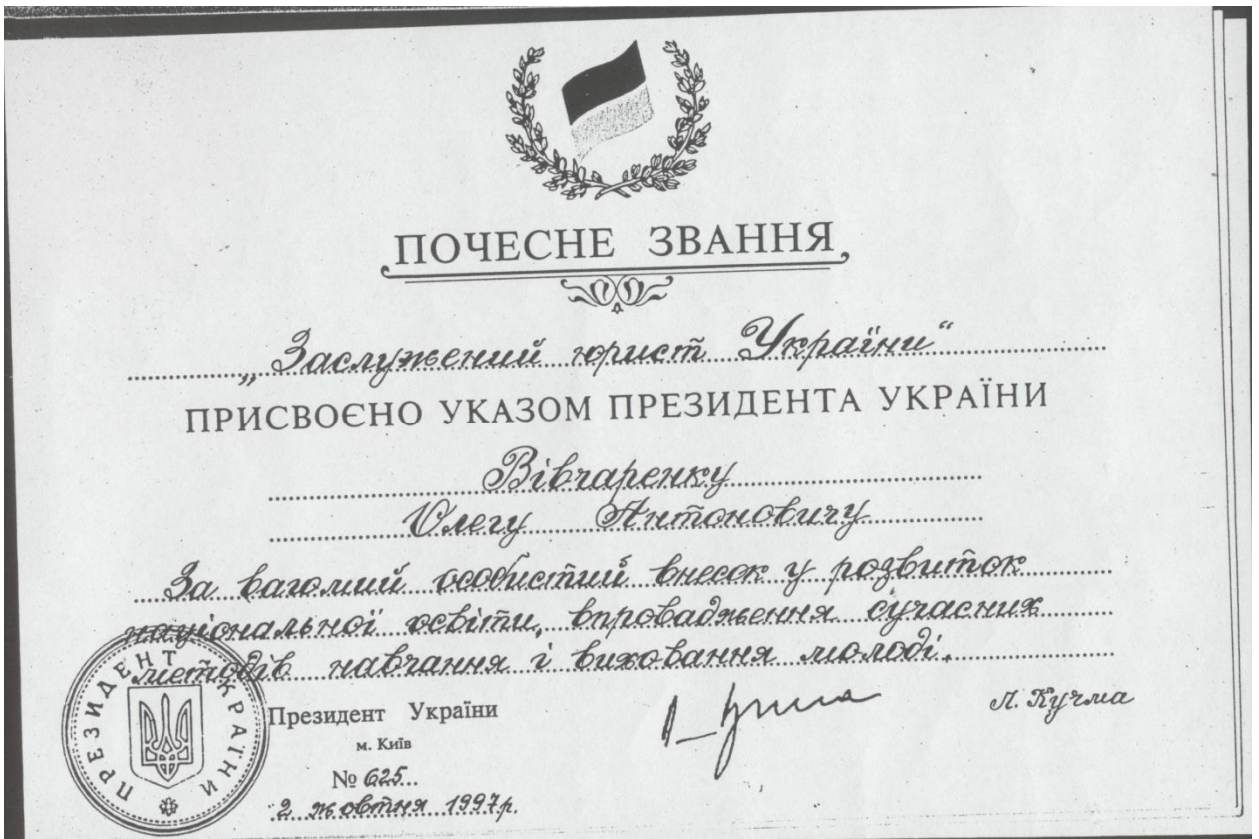 ПОЧЕСНЕ ЗВАННЯ
„Заслужений юрист України“
ПРИСВОЄНО УКАЗОМ ПРЕЗИДЕНТА УКРАЇНИ
Вівчаренку
Олегу Антоновичу
За вагомий особистий внесок у розвиток
національної освіти, впровадження сучасних
методів навчання і виховання молоді.
ПРЕЗИДЕНТ УКРАЇНИ
Президент України
Л. Кучма
м. Київ
№ 625
2 жовтня 1997р.